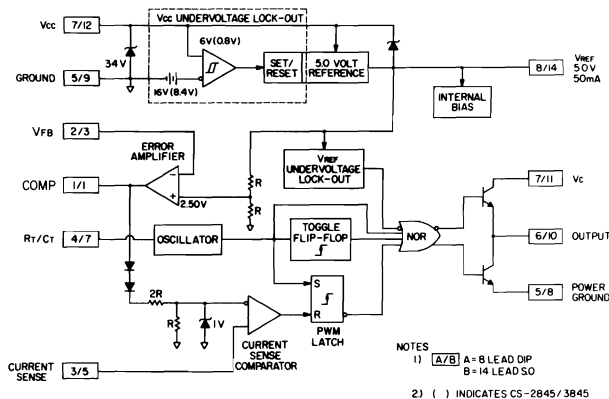 Vcc UNDERVOLTAGE LOCK-OUT
Vcc 7/12
34V
6V(0.8V)
SET/
RESET
5.0 VOLT
REFERENCE
VREF
5.0V
50mA
8/14
GROUND 5/9
16V(8.4V)
INTERNAL
BIAS
VFB 2/3
ERROR
AMPLIFIER
VREF
UNDERVOLTAGE
LOCK-OUT
R
R
COMP 1/1
2.50V
7/11 Vc
RT/CT 4/7
OSCILLATOR
TOGGLE
FLIP-FLOP
NOR
6/10 OUTPUT
2R
R
1V
S
R
PWM
LATCH
5/8 POWER
GROUND
CURRENT
SENSE
COMPARATOR
CURRENT
SENSE
3/5
NOTES
1) A/B A=8 LEAD DIP
B=14 LEAD S.O
2.) ( ) INDICATES CS-2845/3845